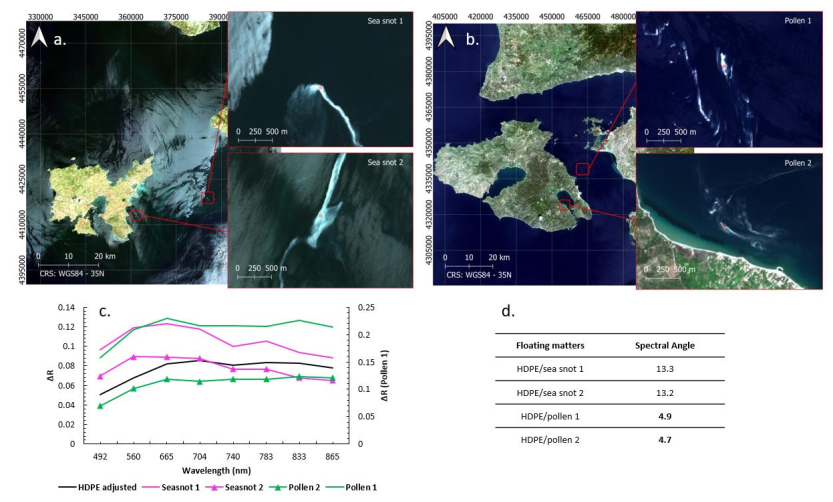 330000 345000 360000 375000 390000
4470000
4455000
4440000
4425000
4410000
4395000
a.
0 10 20 km
CRS: WGS84 - 35N
Sea snot 1
0 250 500 m
Sea snot 2
0 250 500 m
405000 420000 435000 450000 465000 480000
4395000
4380000
4365000
4350000
4335000
4320000
4305000
b.
0 10 20 km
CRS: WGS84 - 35N
Pollen 1
0 250 500 m
Pollen 2
0 250 500 m
c.
ΔR
0.14
0.12
0.1
0.08
0.06
0.04
0.02
0
0.25
0.2
0.15
0.1
0.05
0
ΔR (Pollen 1)
492 560 665 704 740 783 833 865
Wavelength (nm)
HDPE adjusted Seasnot 1 Seasnot 2 Pollen 2 Pollen 1
d.
Floating matters Spectral Angle
HDPE/sea snot 1 13.3
HDPE/sea snot 2 13.2
HDPE/pollen 1 4.9
HDPE/pollen 2 4.7